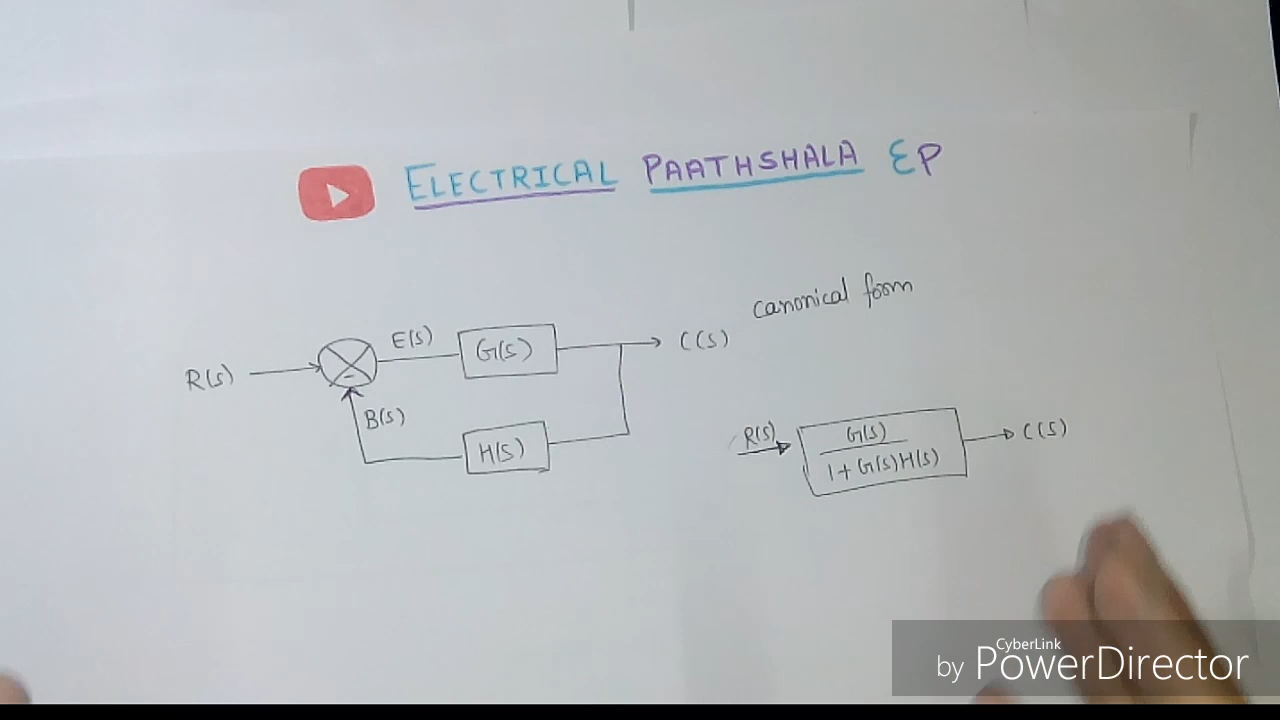 ELECTRICAL PAATHSHALA EP
canonical form
R(s)
E(s)
G(s)
C(s)
-
B(s)
H(s)
R(s)
G(s)
1+G(s)H(s)
C(s)
CyberLink
by PowerDirector